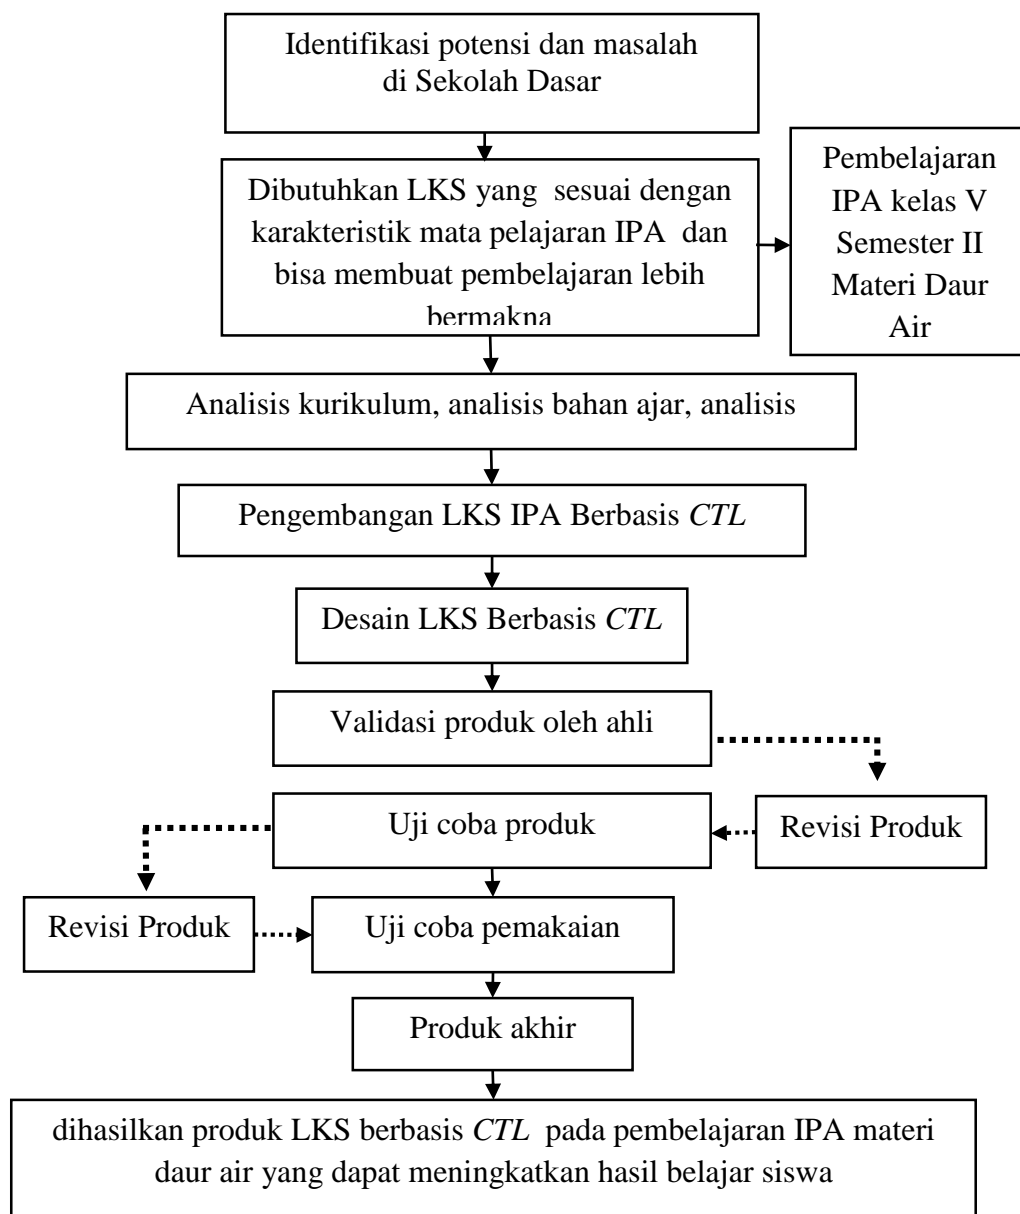 Identifikasi potensi dan masalah
di Sekolah Dasar
Dibutuhkan LKS yang sesuai dengan
karakteristik mata pelajaran IPA dan
bisa membuat pembelajaran lebih
bermakna
Pembelajaran
IPA kelas V
Semester II
Materi Daur
Air
Analisis kurikulum, analisis bahan ajar, analisis
Pengembangan LKS IPA Berbasis CTL
Desain LKS Berbasis CTL
Validasi produk oleh ahli
Uji coba produk
Revisi Produk
Revisi Produk
Uji coba pemakaian
Produk akhir
dihasilkan produk LKS berbasis CTL pada pembelajaran IPA materi
daur air yang dapat meningkatkan hasil belajar siswa